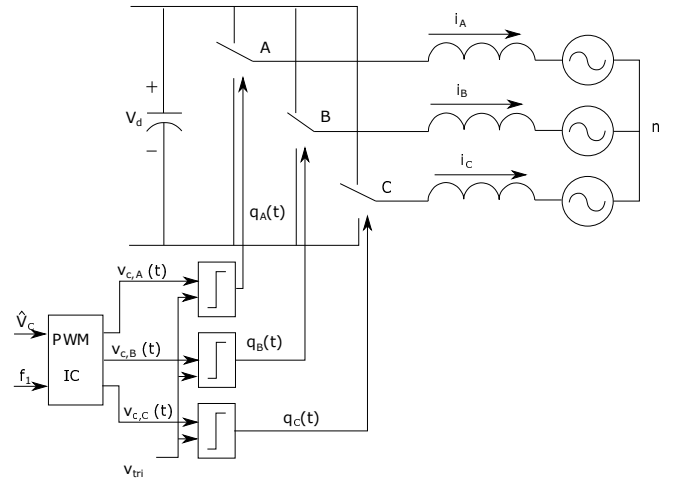 i_A
A
i_B
+
V_d
B
n
−
i_C
C
q_A(t)
v_c,A (t)
V̂_C
PWM
v_c,B (t)
q_B(t)
f_1
IC
v_c,C (t)
q_C(t)
v_tri